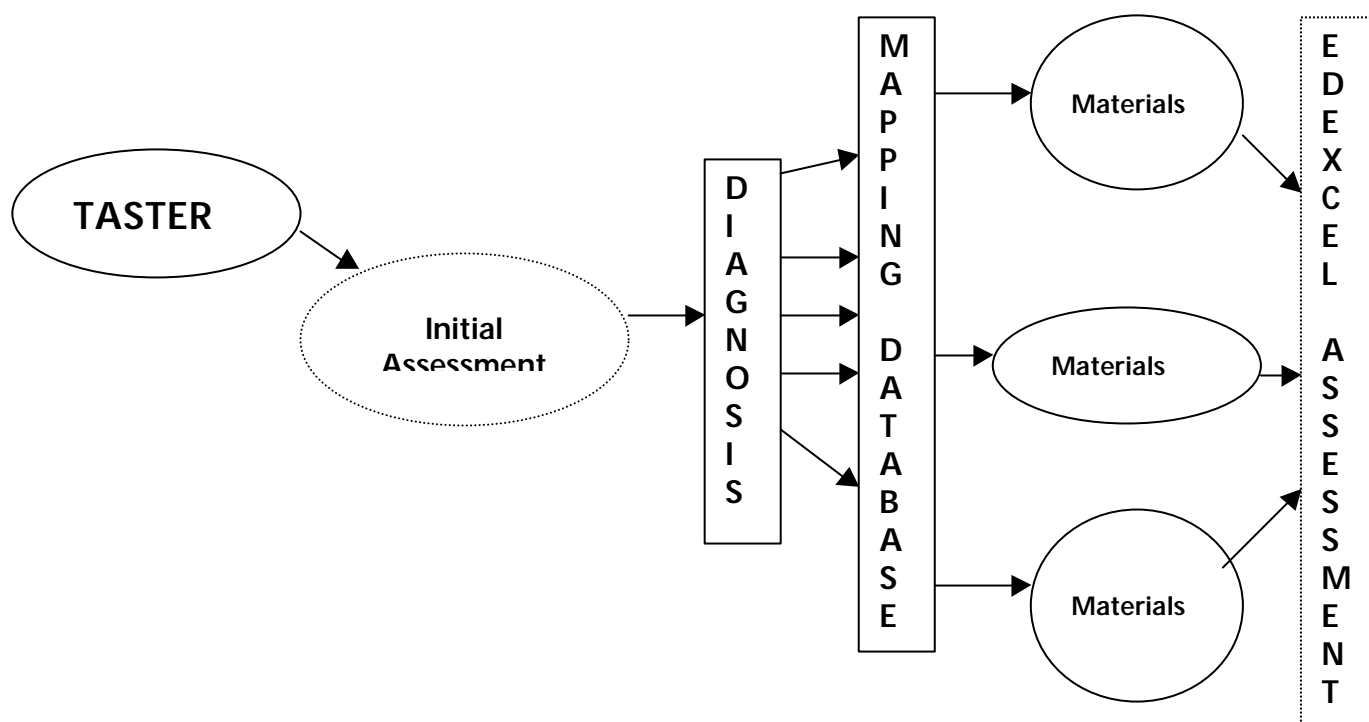 TASTER
Initial
Assessment
DIAGNOSIS
MAPPING DATABASE
Materials
Materials
Materials
EDEXCEL ASSESSMENT